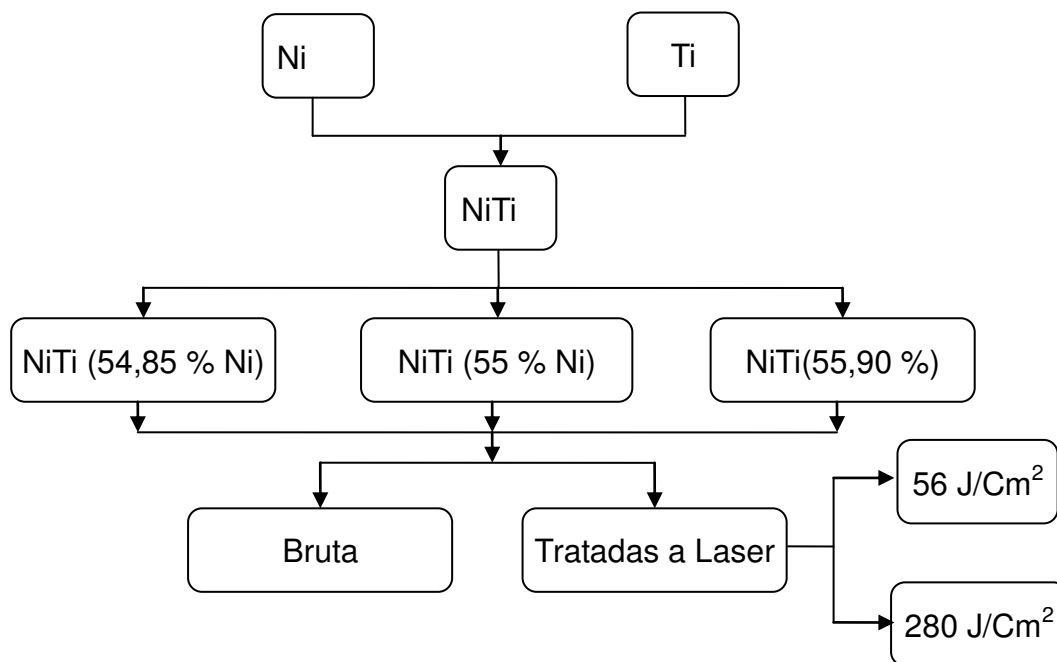 Ni
Ti
NiTi
NiTi (54,85 % Ni)
NiTi (55 % Ni)
NiTi(55,90 %)
56 J/Cm²
Bruta
Tratadas a Laser
280 J/Cm²